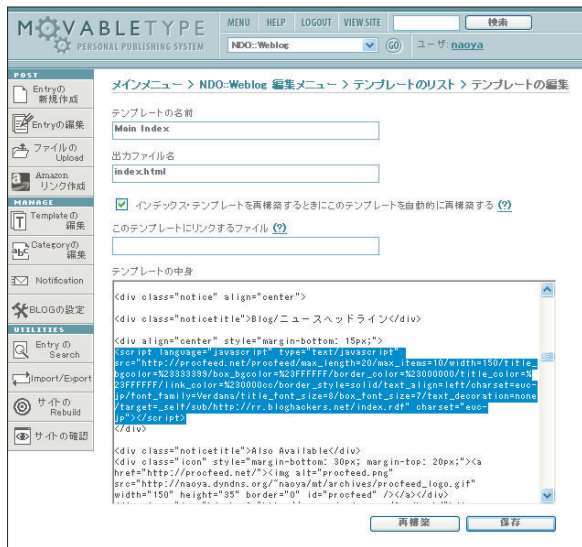 MOVABLETYPE
PERSONAL PUBLISHING SYSTEM
MENU HELP LOGOUT VIEW SITE 検索
NDO::Weblog GO ユーザ: naoya
POST
Entryの
新規作成
Entryの編集
ファイルの
Upload
Amazon
リンク作成
MANAGE
Templateの
編集
Categoryの
編集
Notification
BLOGの設定
UTILITIES
Entry の
Search
Import/Export
サイトの
Rebuild
サイトの確認
メインメニュー > NDO::Weblog 編集メニュー > テンプレートのリスト > テンプレートの編集
テンプレートの名前
Main Index
出力ファイル名
index.html
インデックス・テンプレートを再構築するときにこのテンプレートを自動的に再構築する (?)
このテンプレートにリンクするファイル (?)
テンプレートの中身
<div class="notice" align="center">
<div class="noticetitle">Blog/ニュースヘッドライン</div>
<div align="center" style="margin-bottom: 15px;">
<script language="javascript" type="text/javascript"
src="http://procfeed.net/procfeed/max_length=20/max_items=10/width=150/title_
bgcolor=%23333399/box_bgcolor=%23FFFFFF/border_color=%23000000/title_color=%
23FFFFFF/link_color=%230000cc/border_style=solid/text_align=left/charset=euc-
jp/font_family=Verdana/title_font_size=8/box_font_size=7/text_decoration=none
/target=_self/sub/http://rr.bloghackers.net/index.rdf" charset="euc-
jp"></script>
</div>
<div class="noticetitle">Also Available</div>
<div class="icon" style="margin-bottom: 30px; margin-top: 20px;"><a
href="http://procfeed.net/"><img alt="procfeed.png"
src="http://naoya.dyndns.org/~naoya/mt/archives/procfeed_logo.gif"
width="150" height="35" border="0" id="procfeed" /></a></div>
再構築 保存